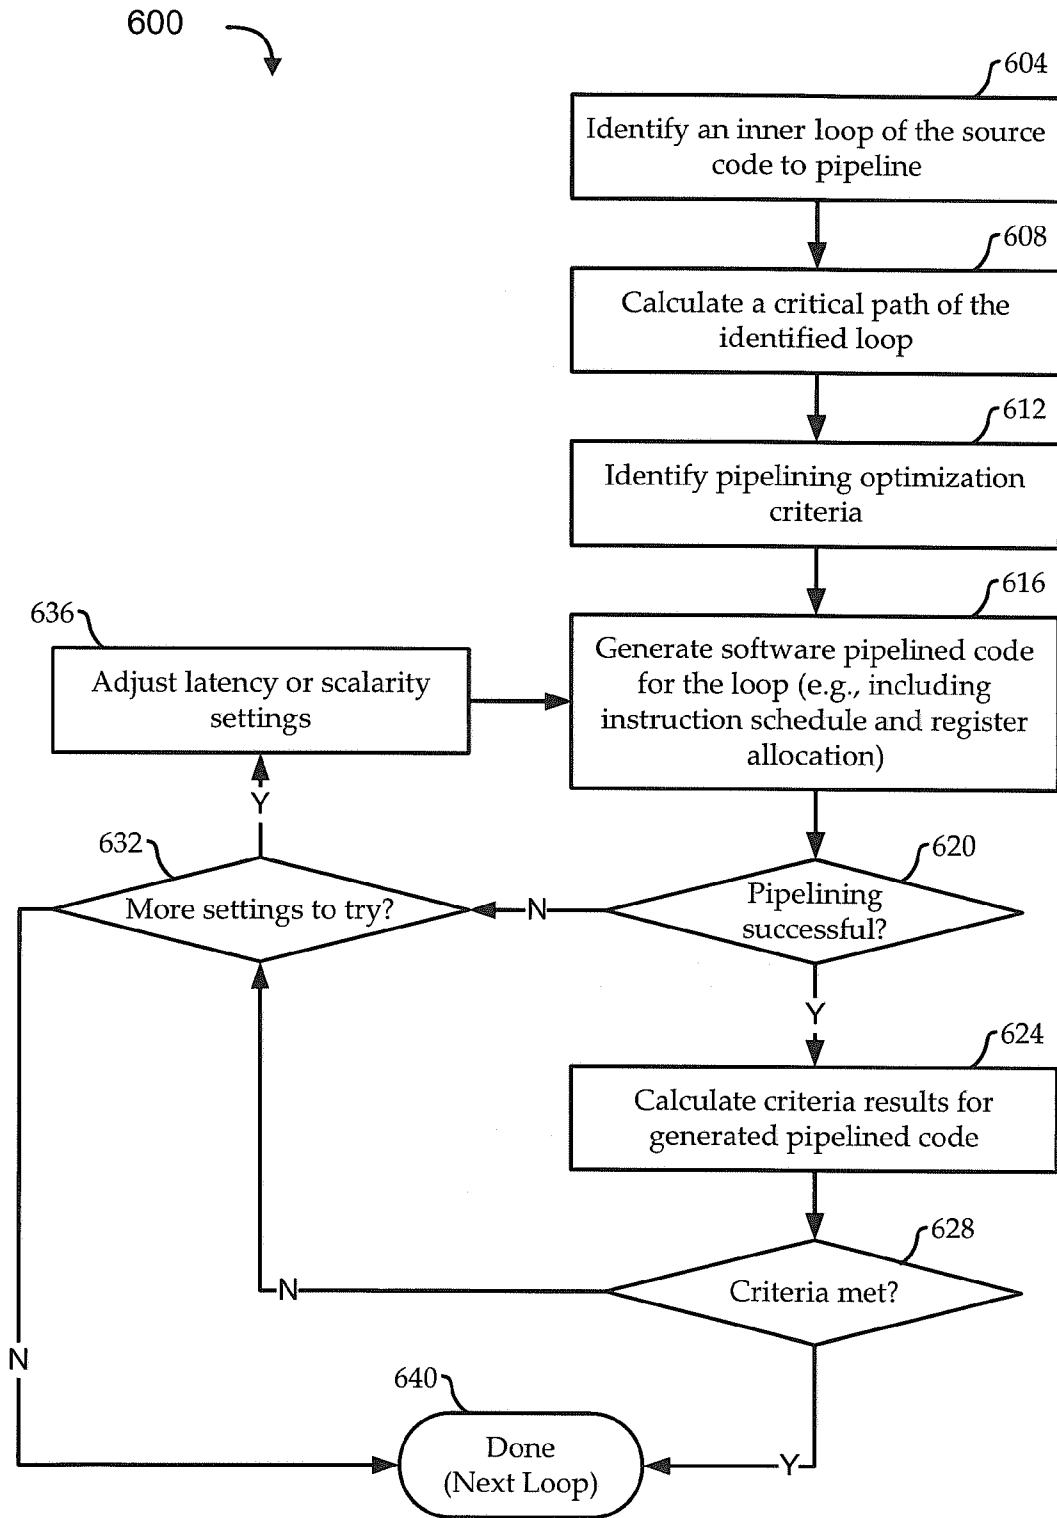 600
604
Identify an inner loop of the source
code to pipeline
608
Calculate a critical path of the
identified loop
612
Identify pipelining optimization
criteria
616
Generate software pipelined code
for the loop (e.g., including
instruction schedule and register
allocation)
636
Adjust latency or scalarity
settings
Y
632
More settings to try?
N
620
Pipelining
successful?
Y
624
Calculate criteria results for
generated pipelined code
628
Criteria met?
N
N
640
Done
(Next Loop)
Y